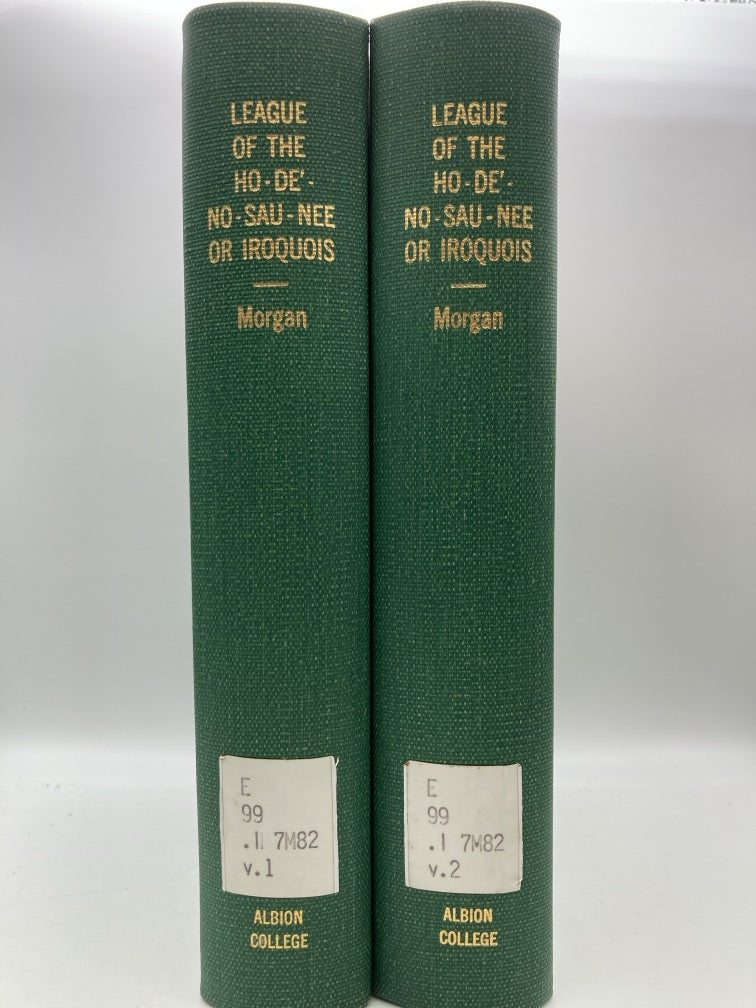 LEAGUE
OF THE
HO-DE'-
NO-SAU-NEE
OR IROQUOIS
Morgan
E
99
.I 7M82
v.1
ALBION
COLLEGE
LEAGUE
OF THE
HO-DE'-
NO-SAU-NEE
OR IROQUOIS
Morgan
E
99
.I 7M82
v.2
ALBION
COLLEGE